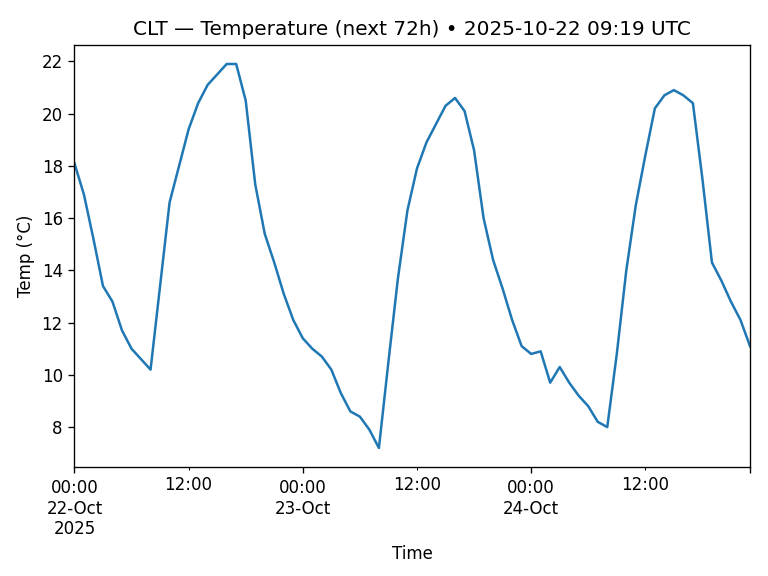 CLT — Temperature (next 72h) • 2025-10-22 09:19 UTC
22
20
18
16
14
12
10
8
Temp (°C)
00:00 12:00 00:00 12:00 00:00 12:00
22-Oct 23-Oct 24-Oct
2025
Time